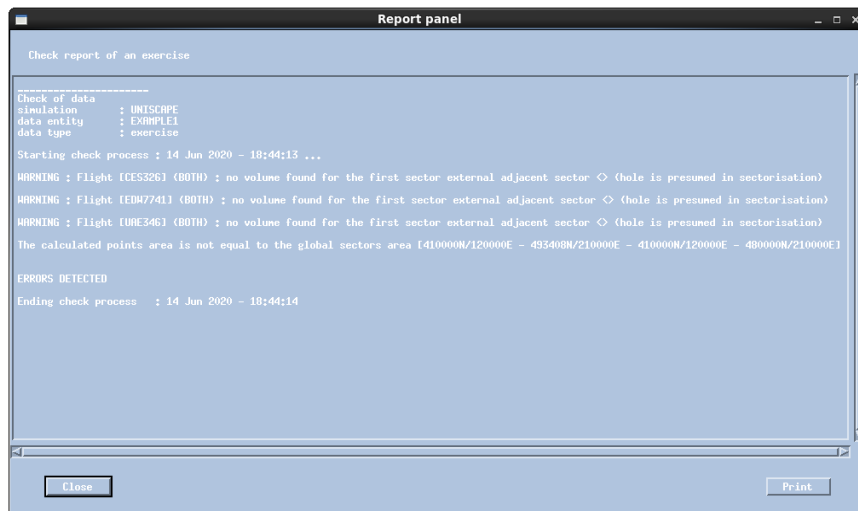 Report panel
Check report of an exercise
----------------------
Check of data
simulation : UNISCAPE
data entity : EXAMPLE1
data type : exercise
Starting check process : 14 Jun 2020 - 18:44:13 ...
WARNING : Flight [CES326] (BOTH) : no volume found for the first sector external adjacent sector <> (hole is presumed in sectorisation)
WARNING : Flight [EDW7741] (BOTH) : no volume found for the first sector external adjacent sector <> (hole is presumed in sectorisation)
WARNING : Flight [UAE346] (BOTH) : no volume found for the first sector external adjacent sector <> (hole is presumed in sectorisation)
The calculated points area is not equal to the global sectors area [410000N/120000E - 493408N/210000E - 410000N/120000E - 480000N/210000E]
ERRORS DETECTED
Ending check process : 14 Jun 2020 - 18:44:14
Close
Print